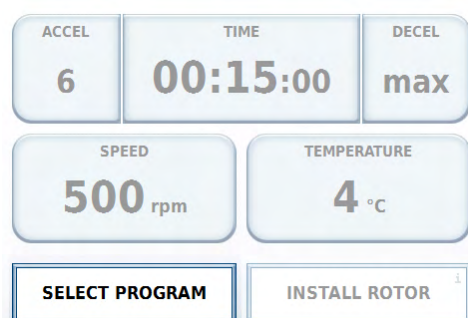 ACCEL TIME DECEL
6 00:15:00 max
SPEED TEMPERATURE
500 rpm 4 °C
i
SELECT PROGRAM INSTALL ROTOR